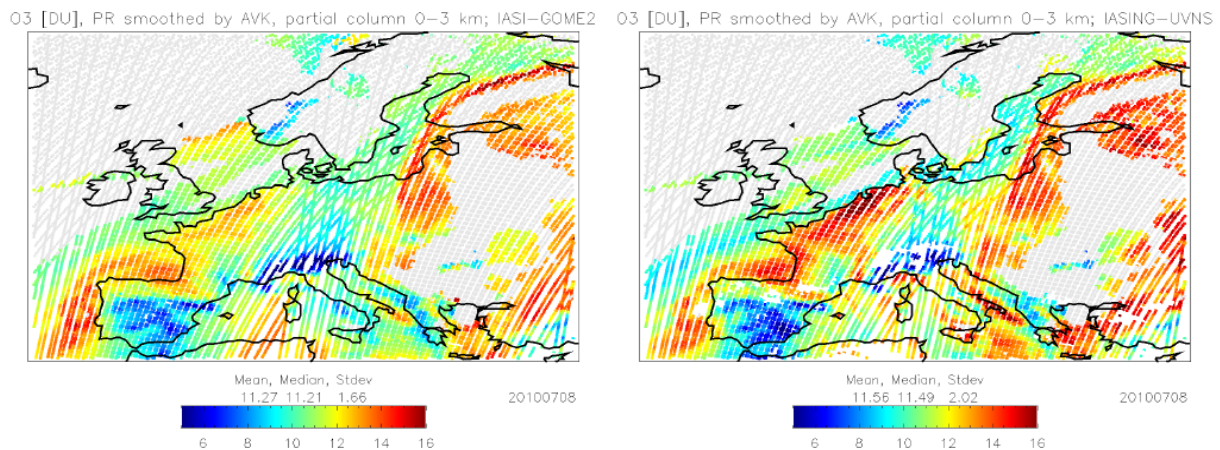 O3 [DU], PR smoothed by AVK, partial column 0-3 km; IASI-GOME2
Mean, Median, Stdev
11.27 11.21 1.66
20100708
6 8 10 12 14 16
O3 [DU], PR smoothed by AVK, partial column 0-3 km; IASING-UVNS
Mean, Median, Stdev
11.56 11.49 2.02
20100708
6 8 10 12 14 16